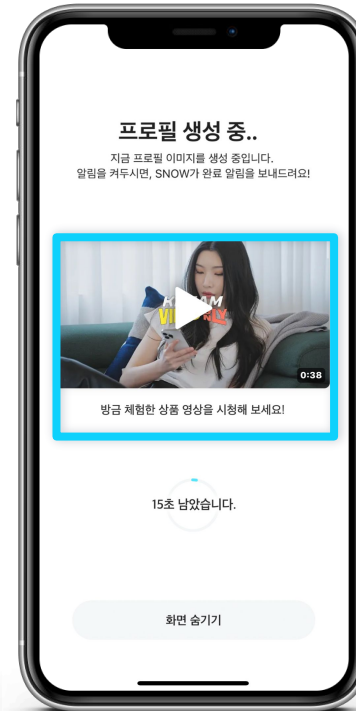 프로필 생성 중..
지금 프로필 이미지를 생성 중입니다.
알림을 켜두시면, SNOW가 완료 알림을 보내드려요!
0:38
방금 체험한 상품 영상을 시청해 보세요!
15초 남았습니다.
화면 숨기기